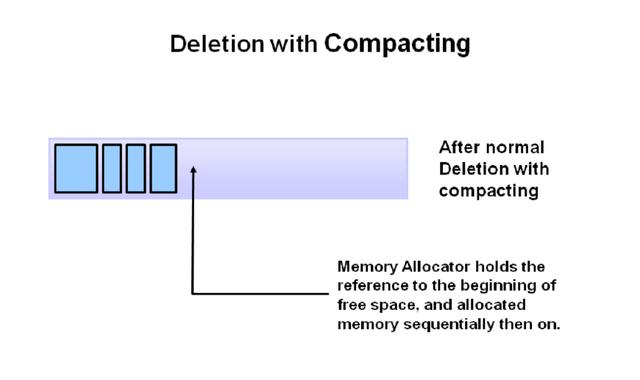 Deletion with Compacting
After normal
Deletion with
compacting
Memory Allocator holds the
reference to the beginning of
free space, and allocated
memory sequentially then on.